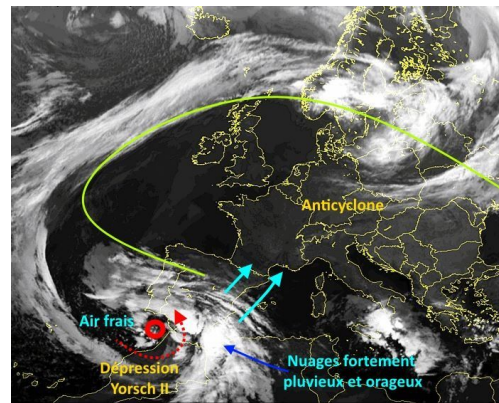 Anticyclone
Air frais
Dépression
Yorsch II
Nuages fortement
pluvieux et orageux